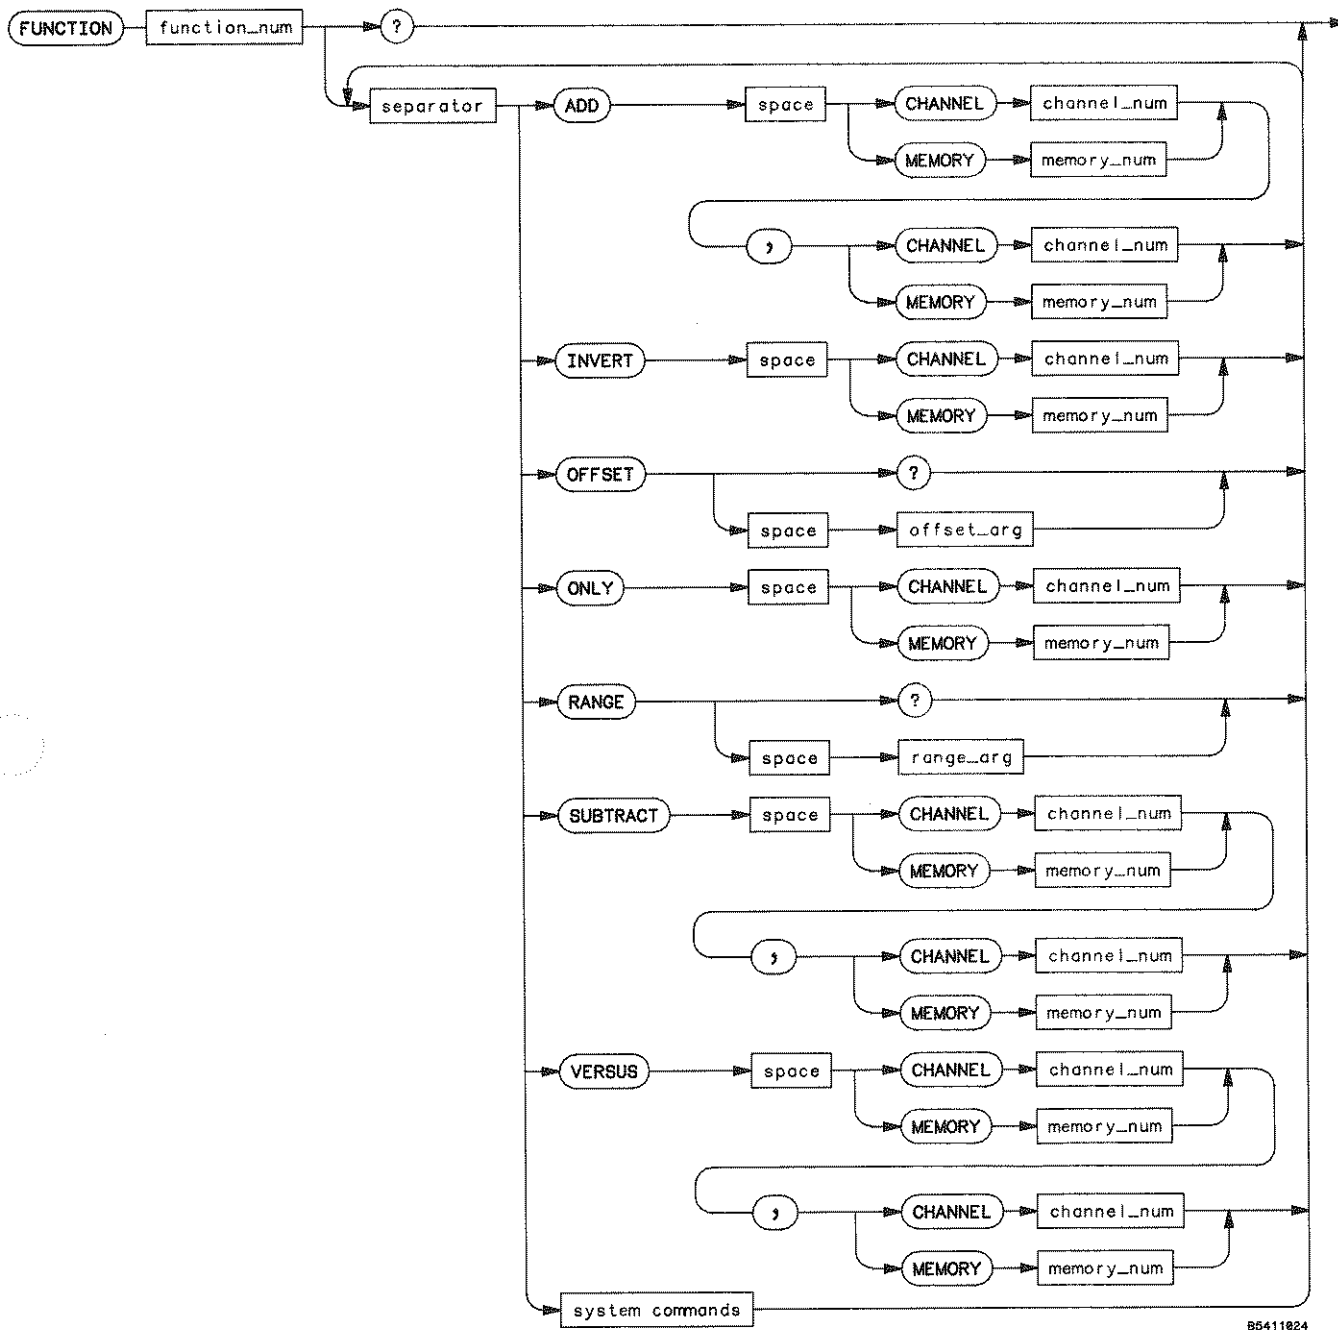 FUNCTION function_num ?
separator ADD space CHANNEL channel_num
MEMORY memory_num
, CHANNEL channel_num
MEMORY memory_num
INVERT space CHANNEL channel_num
MEMORY memory_num
OFFSET ?
space offset_arg
ONLY space CHANNEL channel_num
MEMORY memory_num
RANGE ?
space range_arg
SUBTRACT space CHANNEL channel_num
MEMORY memory_num
, CHANNEL channel_num
MEMORY memory_num
VERSUS space CHANNEL channel_num
MEMORY memory_num
, CHANNEL channel_num
MEMORY memory_num
system commands
B5411024